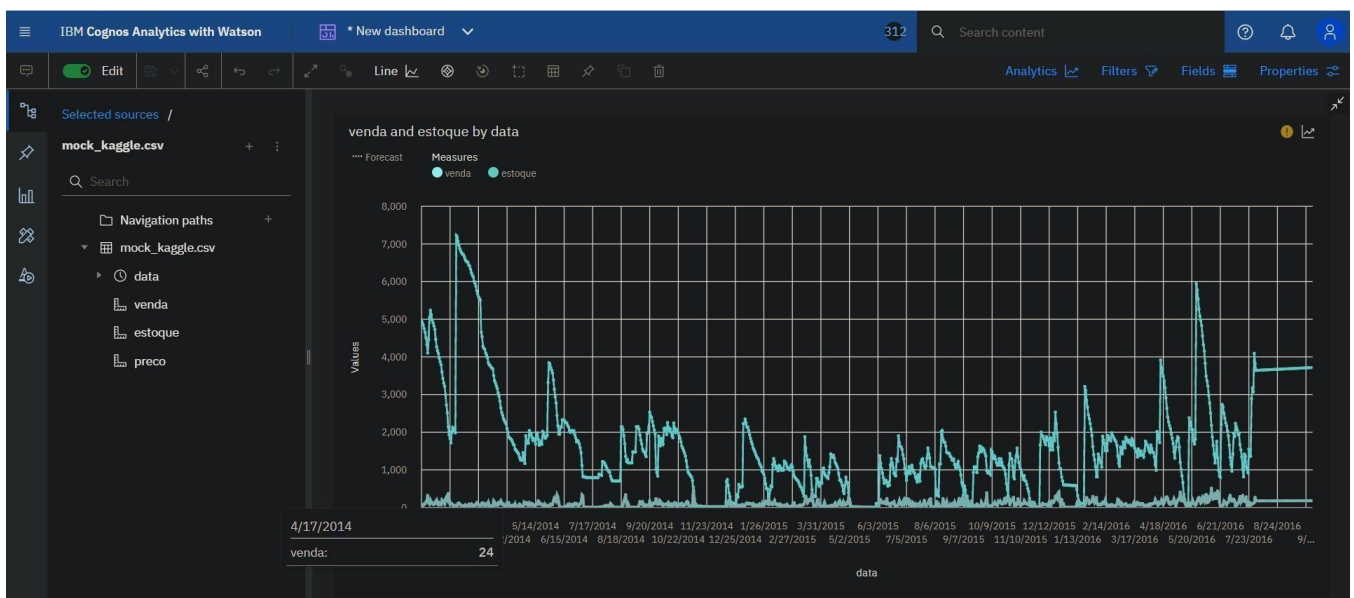 IBM Cognos Analytics with Watson
* New dashboard
312
Search content
Edit
Line
Analytics
Filters
Fields
Properties
Selected sources /
mock_kaggle.csv
Search
Navigation paths
mock_kaggle.csv
data
venda
estoque
preco
venda and estoque by data
Forecast
Measures
venda
estoque
Values
8,000
7,000
6,000
5,000
4,000
3,000
2,000
1,000
0
5/14/2014 7/17/2014 9/20/2014 11/23/2014 1/26/2015 3/31/2015 6/3/2015 8/6/2015 10/9/2015 12/12/2015 2/14/2016 4/18/2016 6/21/2016 8/24/2016
/2014 6/15/2014 8/18/2014 10/22/2014 12/25/2014 2/27/2015 5/2/2015 7/5/2015 9/7/2015 11/10/2015 1/13/2016 3/17/2016 5/20/2016 7/23/2016 9/...
data
4/17/2014
venda: 24